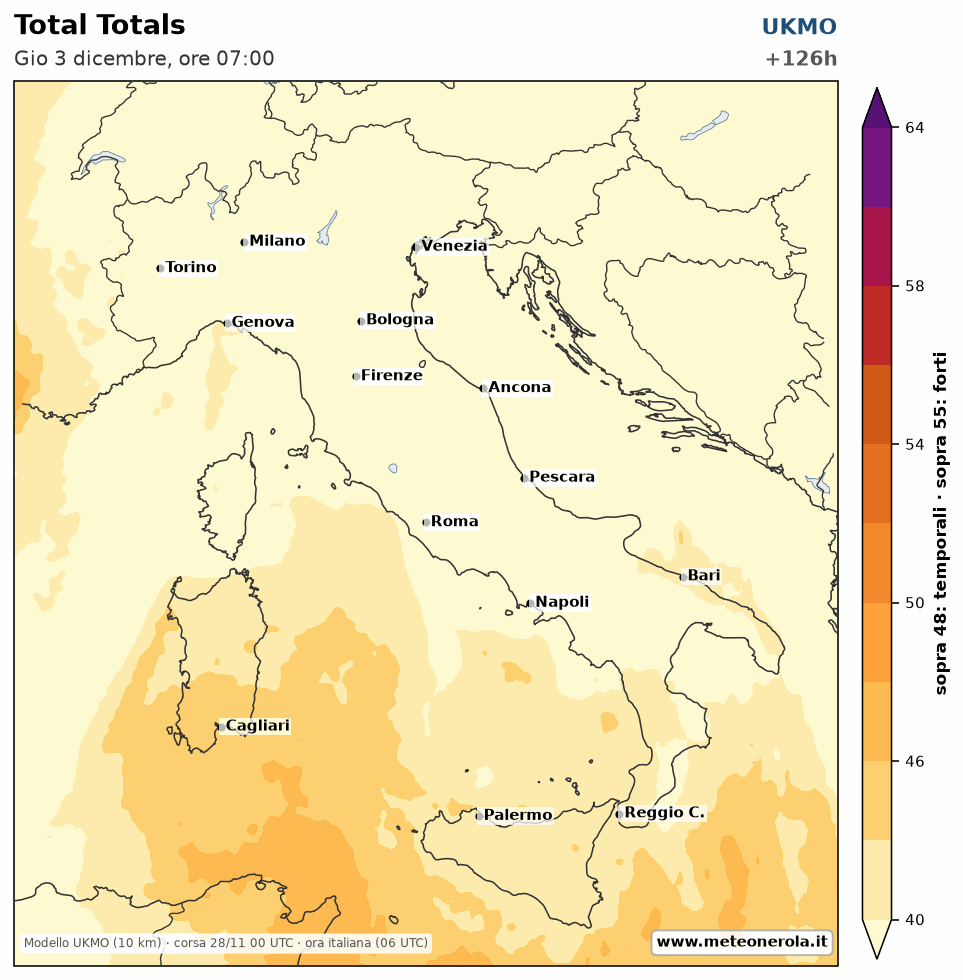 Total Totals
UKMO
Gio 3 dicembre, ore 07:00
+126h
Milano
Venezia
Torino
Genova
Bologna
Firenze
Ancona
Pescara
Roma
Bari
Napoli
Cagliari
Palermo
Reggio C.
64
58
54
50
46
40
sopra 48: temporali · sopra 55: forti
Modello UKMO (10 km) · corsa 28/11 00 UTC · ora italiana (06 UTC)
www.meteonerola.it